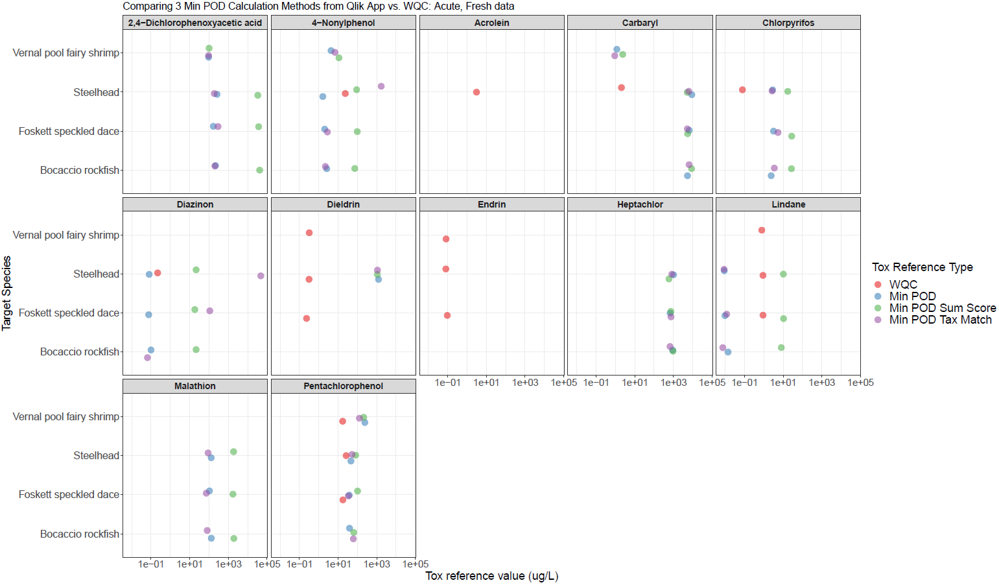 Comparing 3 Min POD Calculation Methods from Qlik App vs. WQC: Acute, Fresh data
2,4−Dichlorophenoxyacetic acid
4−Nonylphenol
Acrolein
Carbaryl
Chlorpyrifos
Vernal pool fairy shrimp
Steelhead
Foskett speckled dace
Bocaccio rockfish
Diazinon
Dieldrin
Endrin
Heptachlor
Lindane
Vernal pool fairy shrimp
Steelhead
Foskett speckled dace
Bocaccio rockfish
Target Species
1e−01 1e+01 1e+03 1e+05
1e−01 1e+01 1e+03 1e+05
1e−01 1e+01 1e+03 1e+05
Tox Reference Type
WQC
Min POD
Min POD Sum Score
Min POD Tax Match
Malathion
Pentachlorophenol
Vernal pool fairy shrimp
Steelhead
Foskett speckled dace
Bocaccio rockfish
1e−01 1e+01 1e+03 1e+05
1e−01 1e+01 1e+03 1e+05
Tox reference value (ug/L)